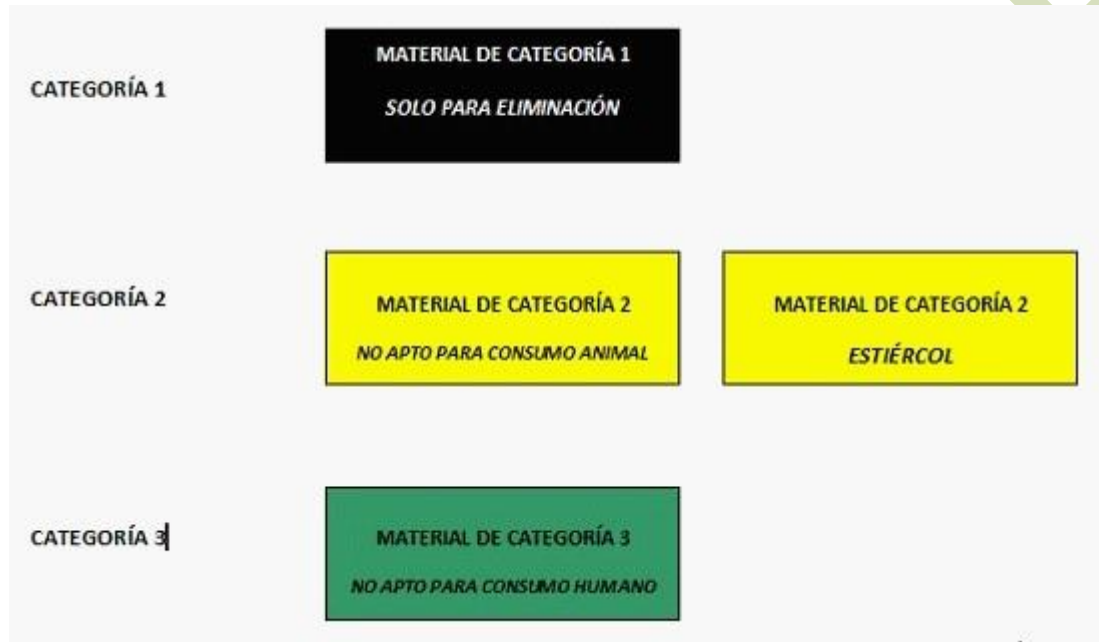 CATEGORÍA 1
MATERIAL DE CATEGORÍA 1
SOLO PARA ELIMINACIÓN
CATEGORÍA 2
MATERIAL DE CATEGORÍA 2
NO APTO PARA CONSUMO ANIMAL
MATERIAL DE CATEGORÍA 2
ESTIÉRCOL
CATEGORÍA 3
MATERIAL DE CATEGORÍA 3
NO APTO PARA CONSUMO HUMANO